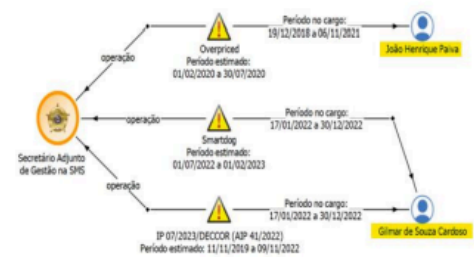 Período no cargo:
19/12/2018 a 06/11/2021
João Henrique Paiva
operação
Overpriced
Período estimado:
01/02/2020 a 30/07/2020
Período no cargo:
17/01/2022 a 30/12/2022
operação
Smartdog
Período estimado:
01/07/2022 a 01/02/2023
Secretário Adjunto
de Gestão na SMS
operação
Período no cargo:
17/01/2022 a 30/12/2022
Gilmar de Souza Cardoso
IP 07/2023/DECCOR (AIP 41/2022)
Período estimado: 11/11/2019 a 09/11/2022